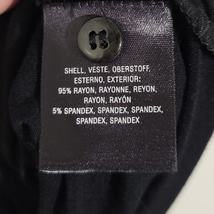 SHELL, VESTE, OBERSTOFF,
ESTERNO, EXTERIOR:
95% RAYON, RAYONNE, REYON,
RAYON, RAYÓN
5% SPANDEX, SPANDEX, SPANDEX,
SPANDEX, SPANDEX